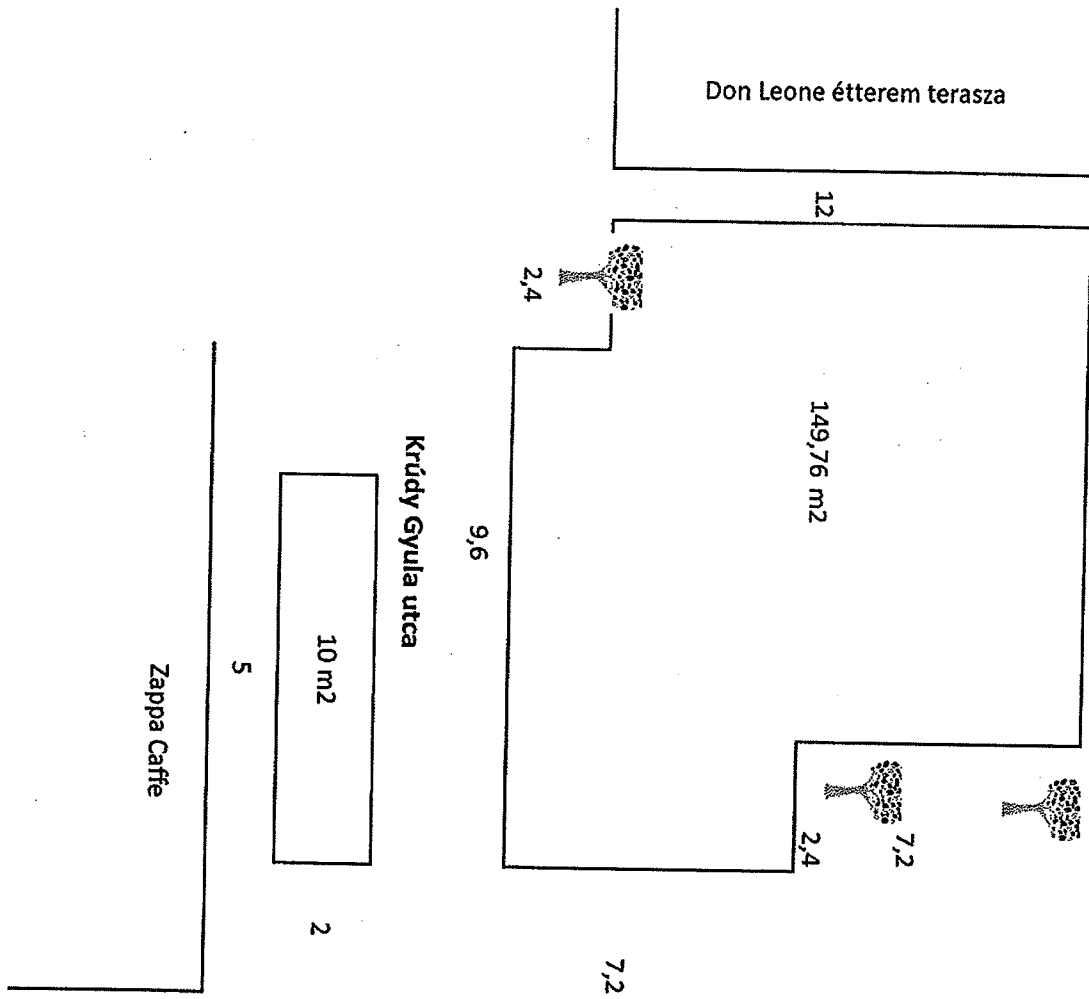 Don Leone étterem terasza
12
2,4
149,76 m2
Krúdy Gyula utca
9,6
10 m2
5
Zappa Caffe
2,4
7,2
2
7,2